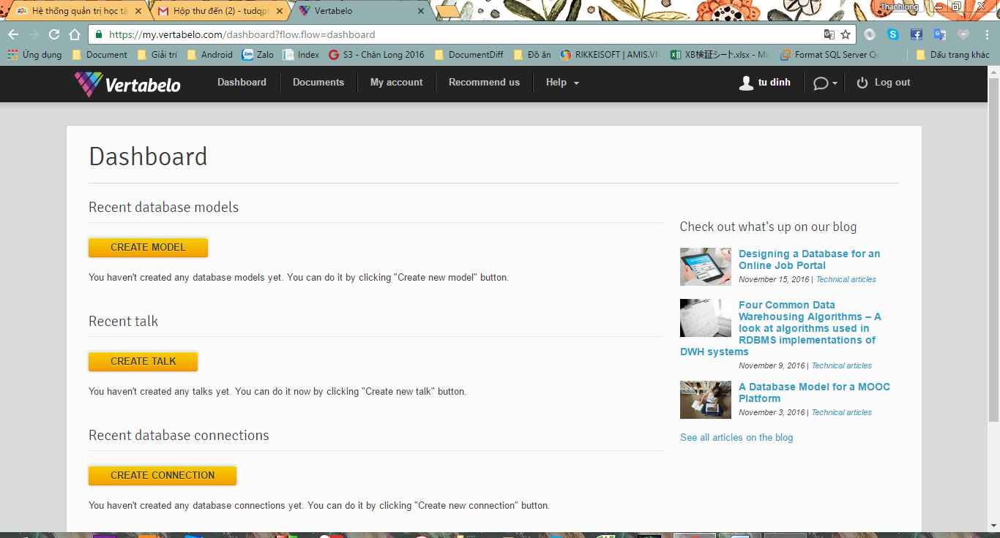 Hệ thống quản trị học tậ
Hộp thư đến (2) - tudqph
Vertabelo
Thanhlong
https://my.vertabelo.com/dashboard?flow.flow=dashboard
Ứng dụng
Document
Giải trí
Android
Zalo
Index
S3 - Chân Long 2016
DocumentDiff
Đồ án
RIKKEISOFT | AMIS.VN
XB検証シート.xlsx - Mic
Format SQL Server Qu
Dấu trang khác
Vertabelo
Dashboard
Documents
My account
Recommend us
Help
tu dinh
Log out
Dashboard
Recent database models
CREATE MODEL
You haven't created any database models yet. You can do it by clicking "Create new model" button.
Recent talk
CREATE TALK
You haven't created any talks yet. You can do it now by clicking "Create new talk" button.
Recent database connections
CREATE CONNECTION
You haven't created any database connections yet. You can do it by clicking "Create new connection" button.
Check out what's up on our blog
Designing a Database for an
Online Job Portal
November 15, 2016 | Technical articles
Four Common Data
Warehousing Algorithms – A
look at algorithms used in
RDBMS implementations of
DWH systems
November 9, 2016 | Technical articles
A Database Model for a MOOC
Platform
November 3, 2016 | Technical articles
See all articles on the blog